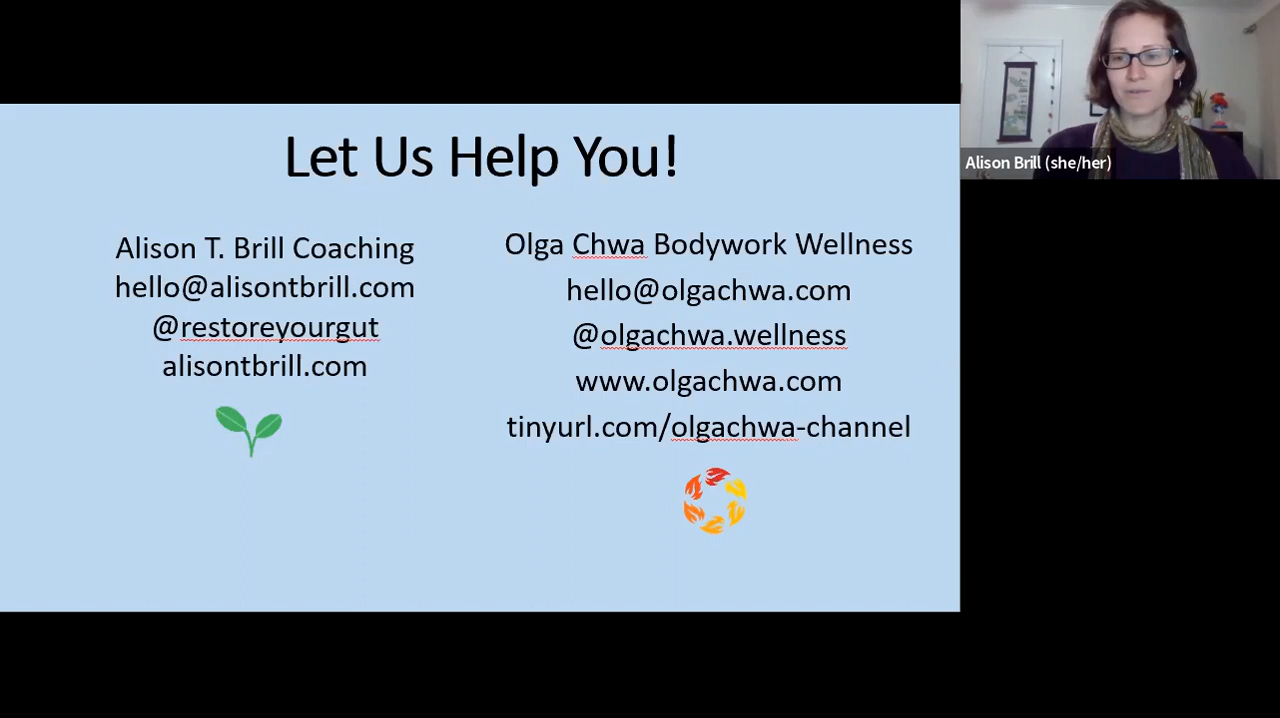 Let Us Help You!
Alison T. Brill Coaching
hello@alisontbrill.com
@restoreyourgut
alisontbrill.com
Olga Chwa Bodywork Wellness
hello@olgachwa.com
@olgachwa.wellness
www.olgachwa.com
tinyurl.com/olgachwa-channel
Alison Brill (she/her)